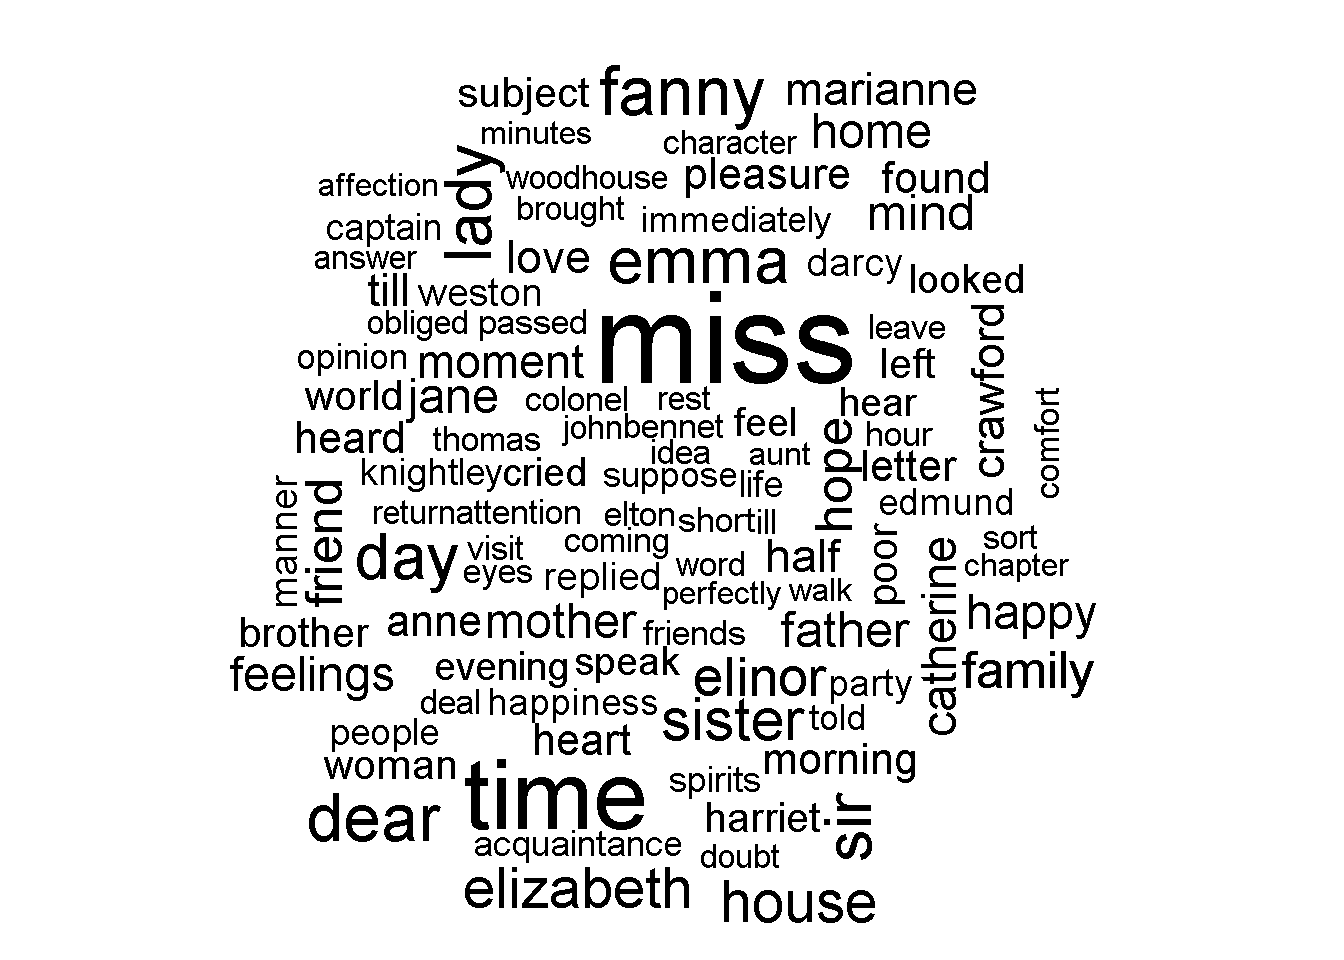 subject fanny marianne
minutes character home
lady
affection woodhouse pleasure found
captain brought immediately mind
answer love emma darcy looked
till weston
obliged passed miss leave
crawford
opinion moment left
world jane colonel rest hear
comfort
heard thomas john bennet feel hour
hope
idea aunt
knightley cried suppose life letter
manner friend
return attention elton short ill edmund
day visit coming half poor sort
catherine
eyes replied word chapter
perfectly walk
brother anne mother friends father happy
feelings evening speak elinor party family
deal happiness sister told
people heart morning
woman time spirits
dear harriet sir
acquaintance doubt
elizabeth house